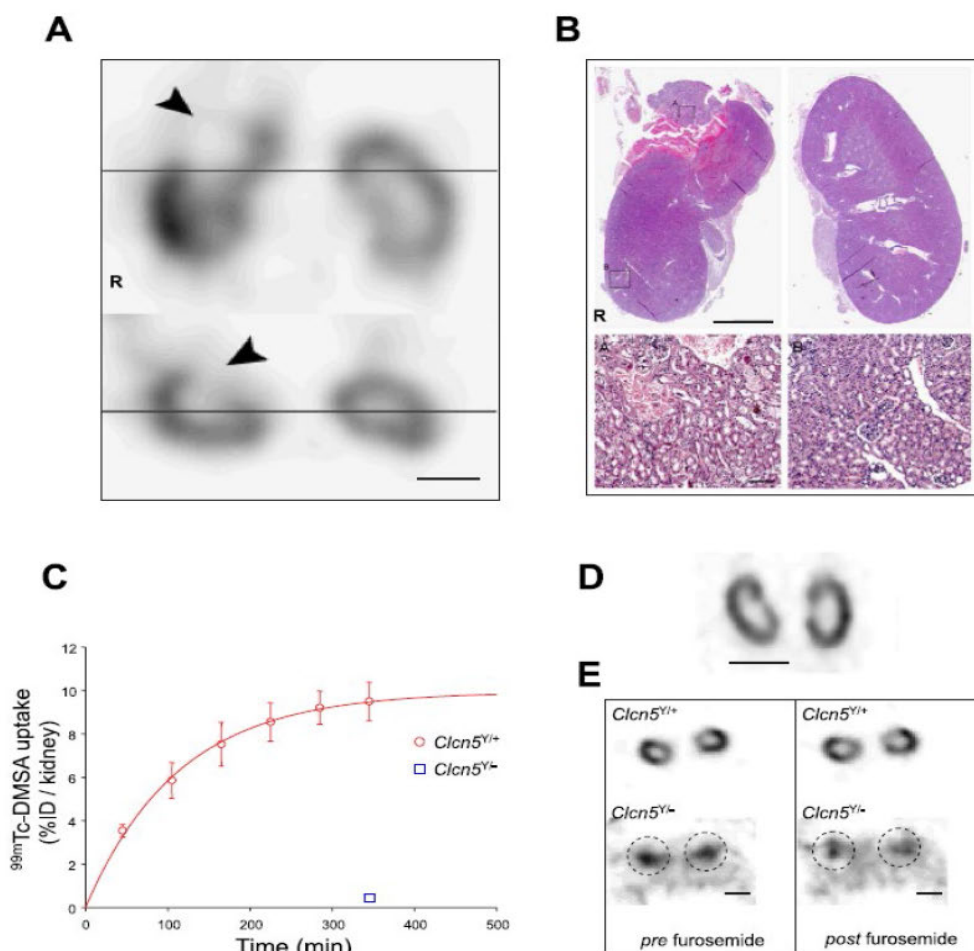 A
B
R
R
A
B
A
B
C
12
10
8
6
4
2
0
99mTc-DMSA uptake
(%ID / kidney)
Clcn5Y/+
Clcn5Y/-
0
100
200
300
400
500
Time (min)
D
E
Clcn5Y/+
Clcn5Y/+
Clcn5Y/-
Clcn5Y/-
pre furosemide
post furosemide